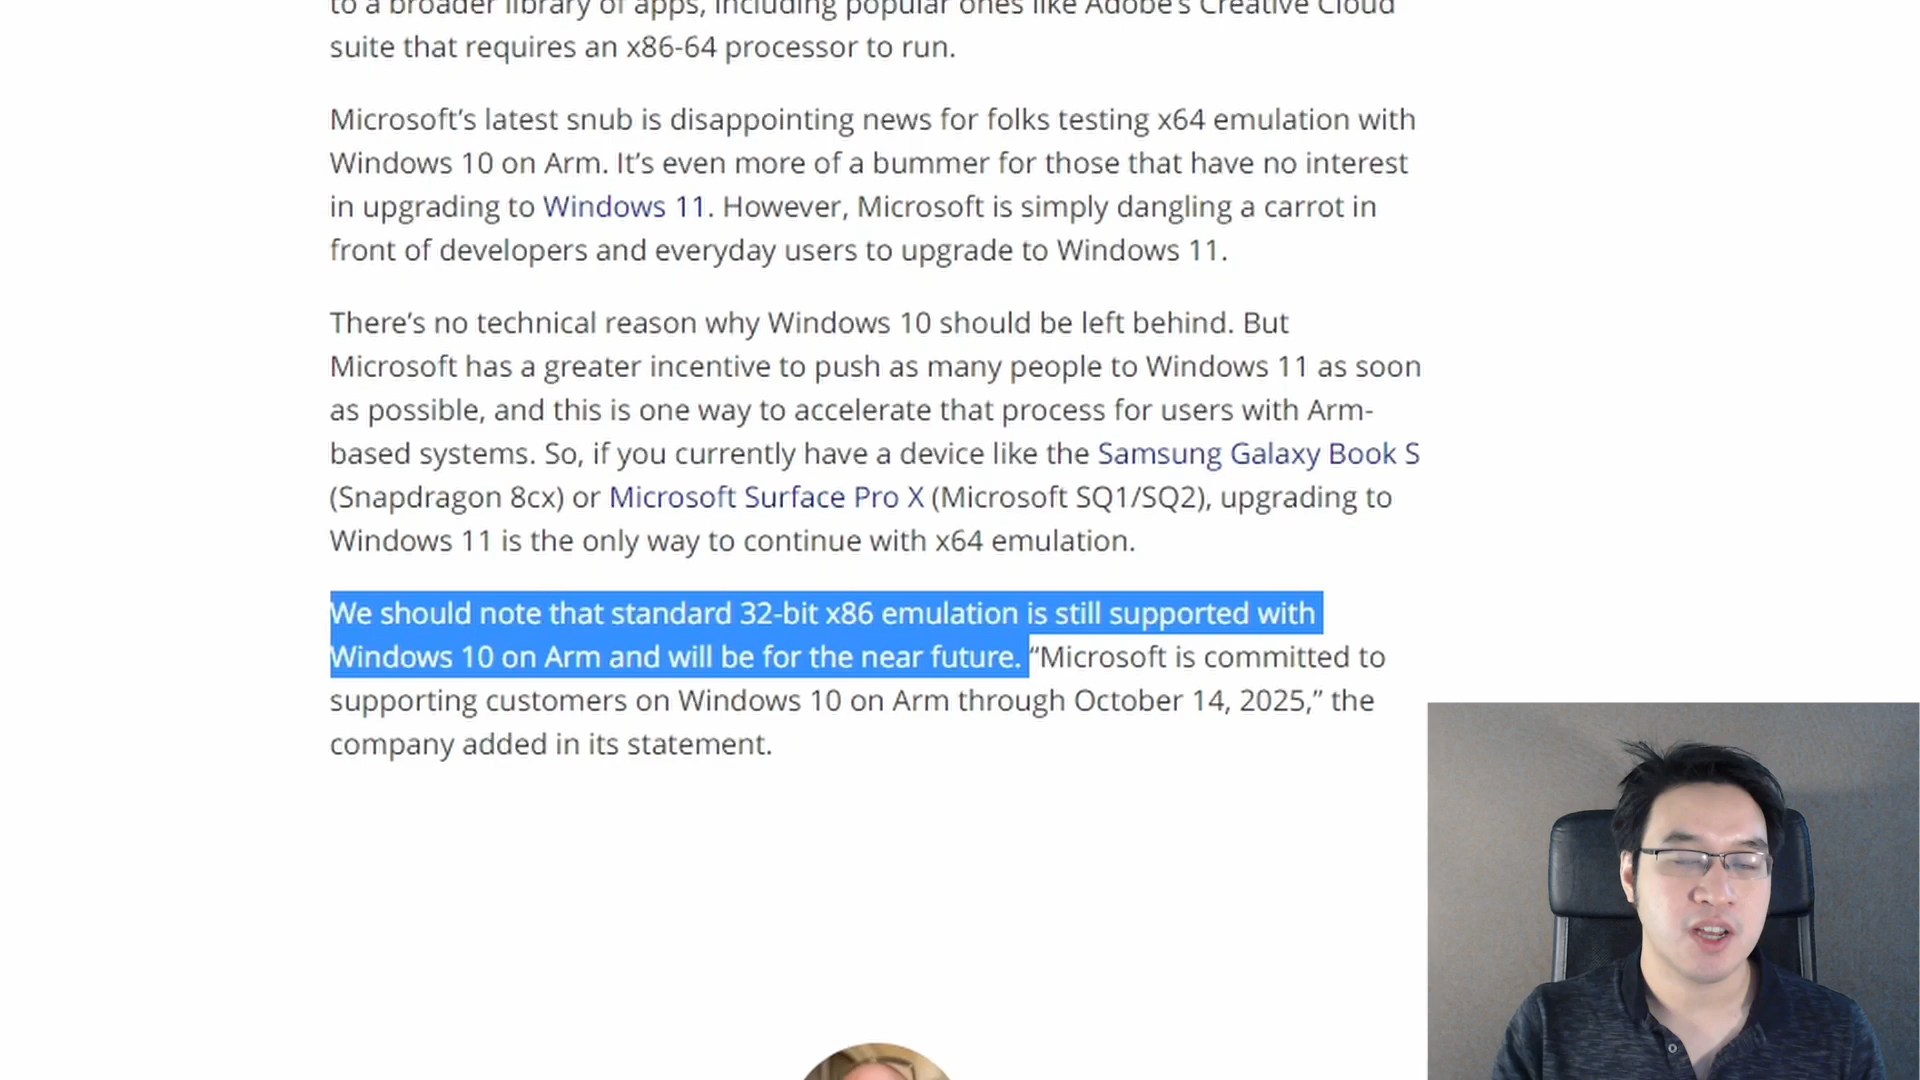 to a broader library of apps, including popular ones like Adobe's Creative Cloud
suite that requires an x86-64 processor to run.
Microsoft’s latest snub is disappointing news for folks testing x64 emulation with
Windows 10 on Arm. It’s even more of a bummer for those that have no interest
in upgrading to Windows 11. However, Microsoft is simply dangling a carrot in
front of developers and everyday users to upgrade to Windows 11.
There’s no technical reason why Windows 10 should be left behind. But
Microsoft has a greater incentive to push as many people to Windows 11 as soon
as possible, and this is one way to accelerate that process for users with Arm-
based systems. So, if you currently have a device like the Samsung Galaxy Book S
(Snapdragon 8cx) or Microsoft Surface Pro X (Microsoft SQ1/SQ2), upgrading to
Windows 11 is the only way to continue with x64 emulation.
We should note that standard 32-bit x86 emulation is still supported with
Windows 10 on Arm and will be for the near future. “Microsoft is committed to
supporting customers on Windows 10 on Arm through October 14, 2025,” the
company added in its statement.